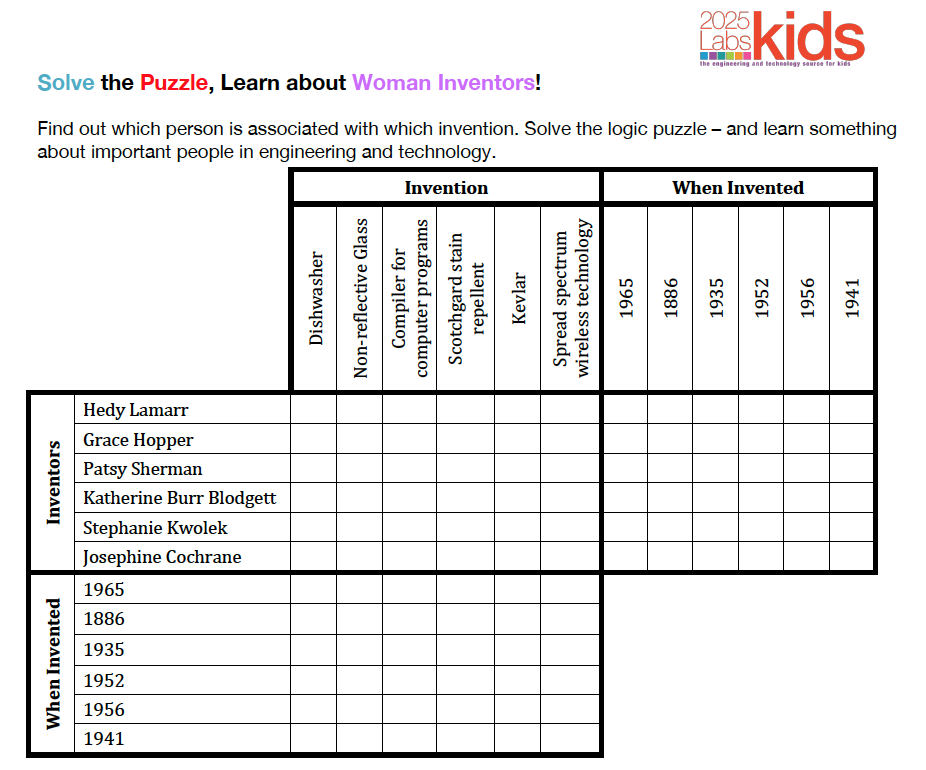 2025
Labs
kids
the engineering and technology source for kids
Solve the Puzzle, Learn about Woman Inventors!
Find out which person is associated with which invention. Solve the logic puzzle – and learn something
about important people in engineering and technology.
Invention
When Invented
Dishwasher
Non-reflective Glass
Compiler for
computer programs
Scotchgard stain
repellent
Kevlar
Spread spectrum
wireless technology
1965
1886
1935
1952
1956
1941
Inventors
Hedy Lamarr
Grace Hopper
Patsy Sherman
Katherine Burr Blodgett
Stephanie Kwolek
Josephine Cochrane
When Invented
1965
1886
1935
1952
1956
1941